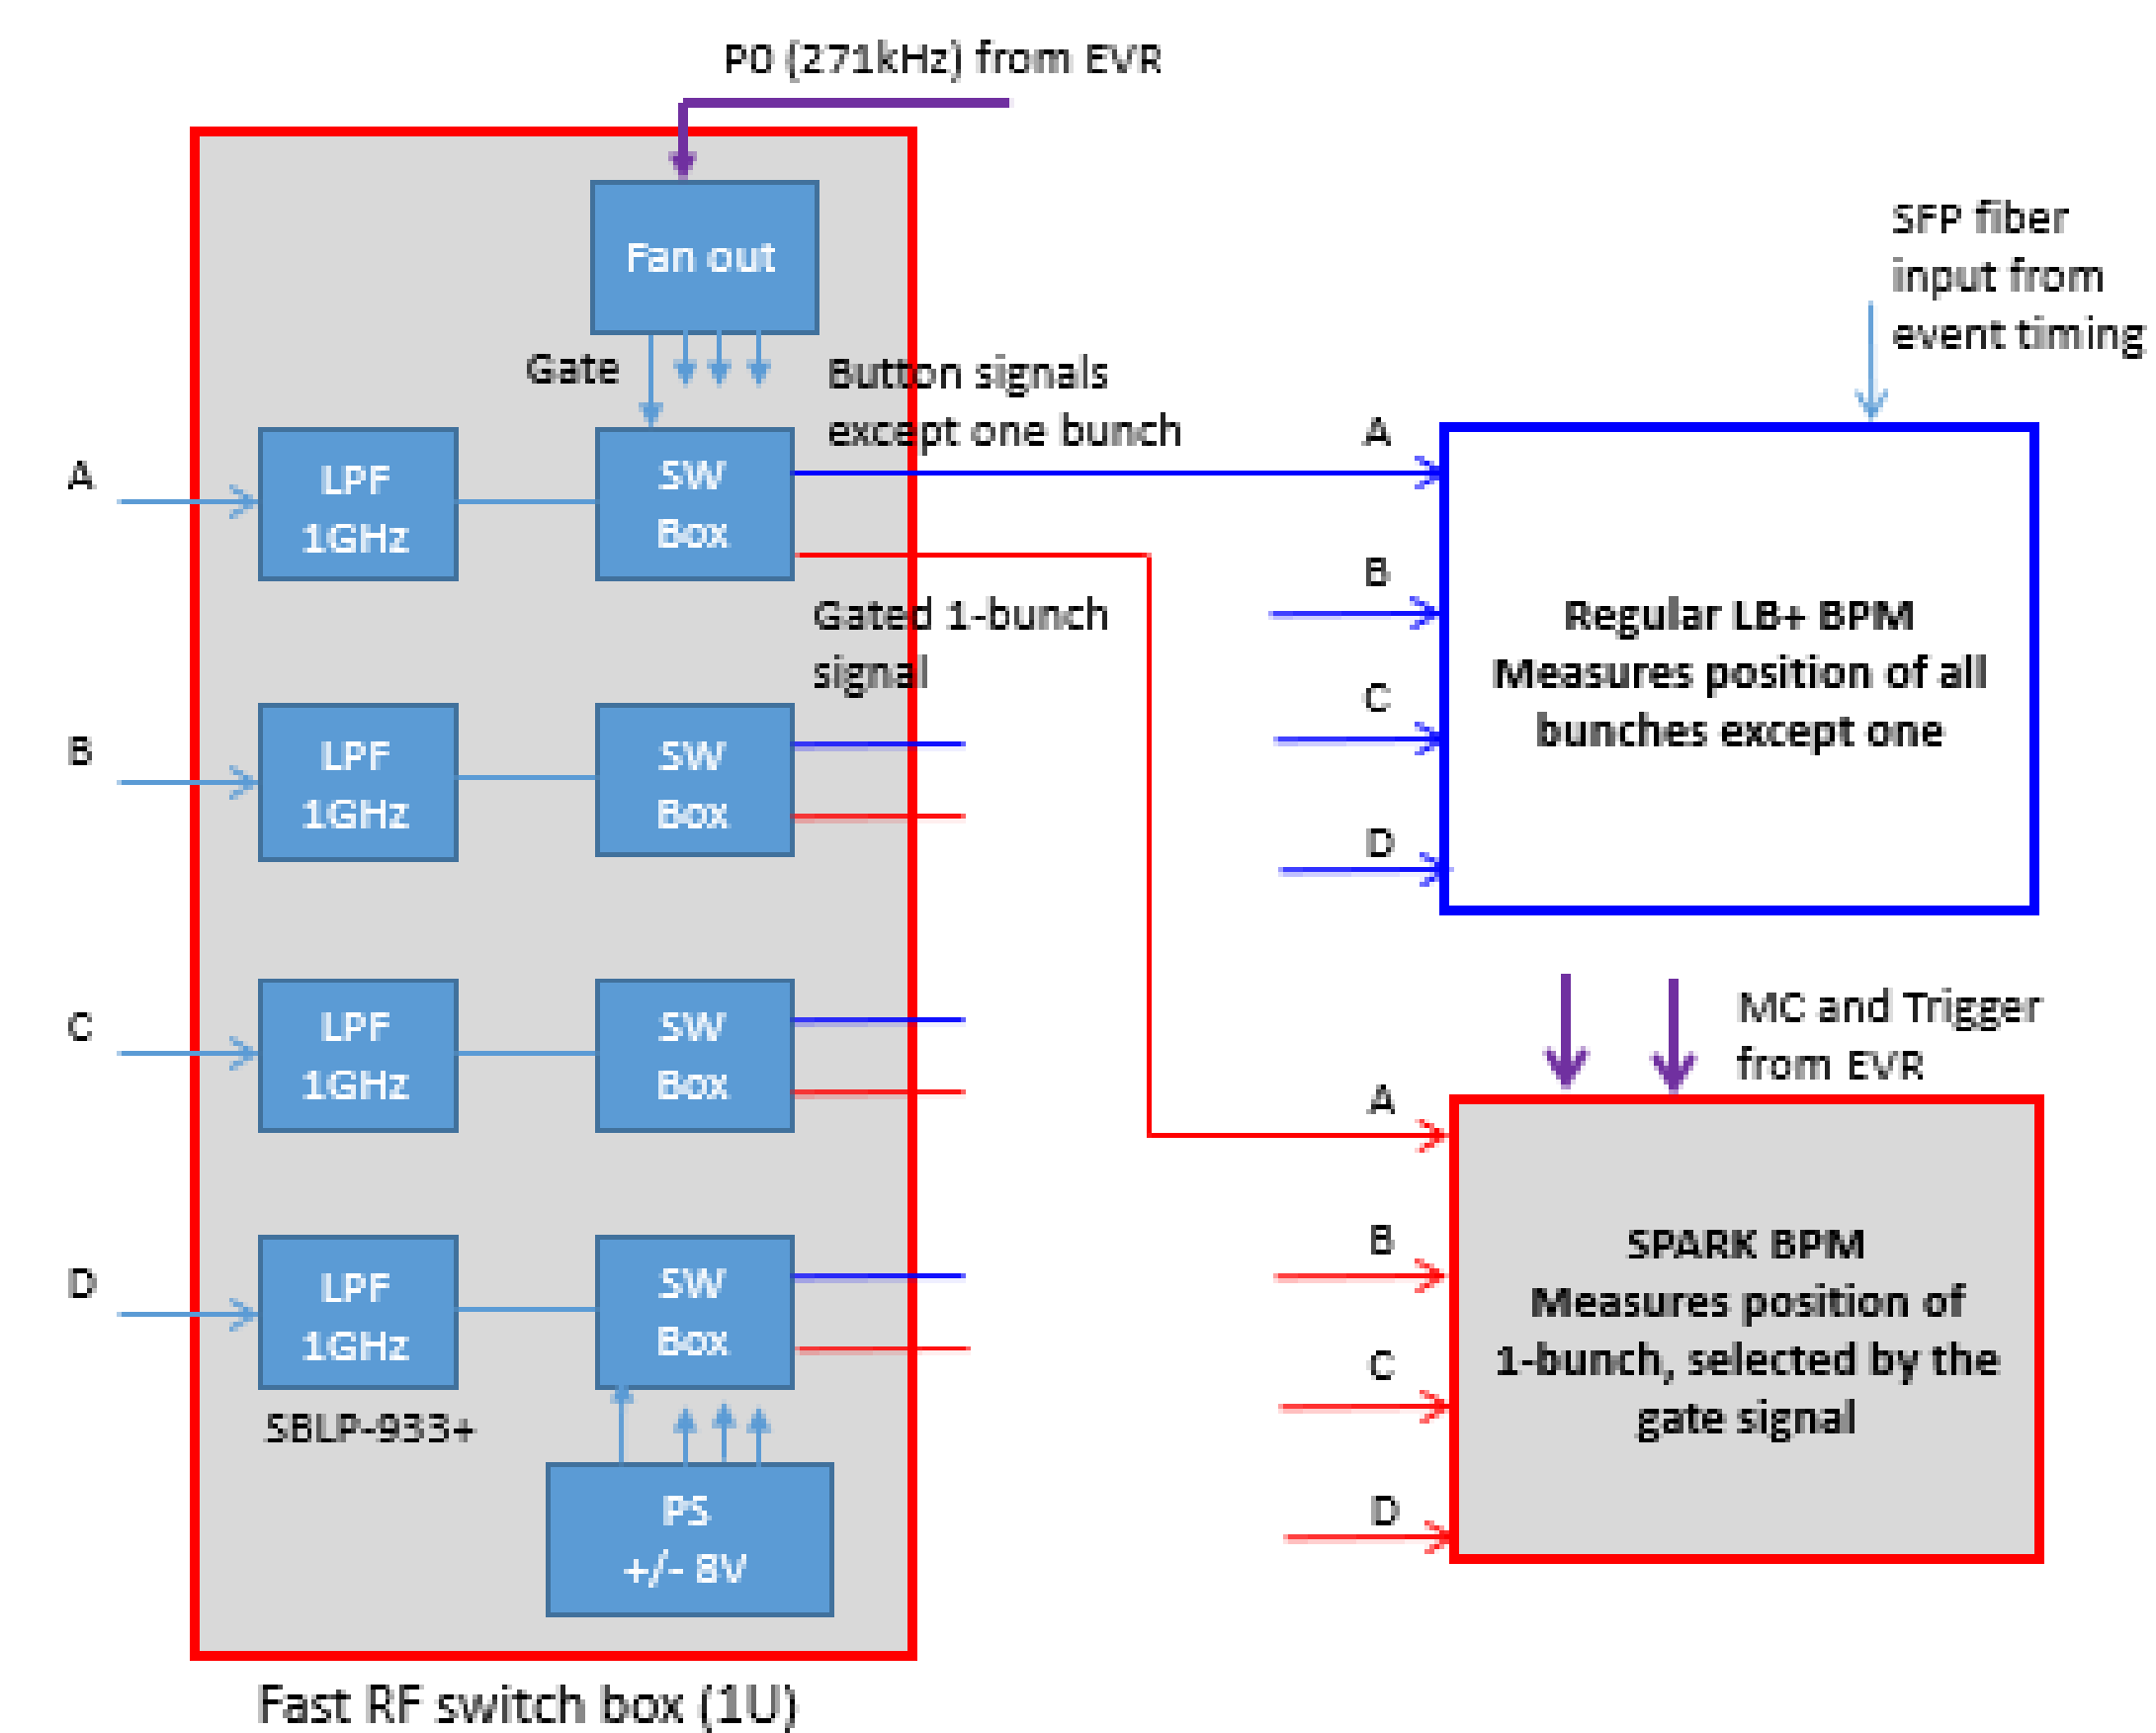 P0 (271kHz) from EVR
Fan out
SFP fiber
input from
event timing
Gate
Button signals
except one bunch
A
LPF
1GHz
SW
Box
A
B
C
D
Regular LB+ BPM
Measures position of all
bunches except one
Gated 1-bunch
signal
B
LPF
1GHz
SW
Box
C
LPF
1GHz
SW
Box
MC and Trigger
from EVR
A
B
C
D
SPARK BPM
Measures position of
1-bunch, selected by the
gate signal
D
LPF
1GHz
SW
Box
SBLP-933+
PS
+/- 8V
Fast RF switch box (1U)